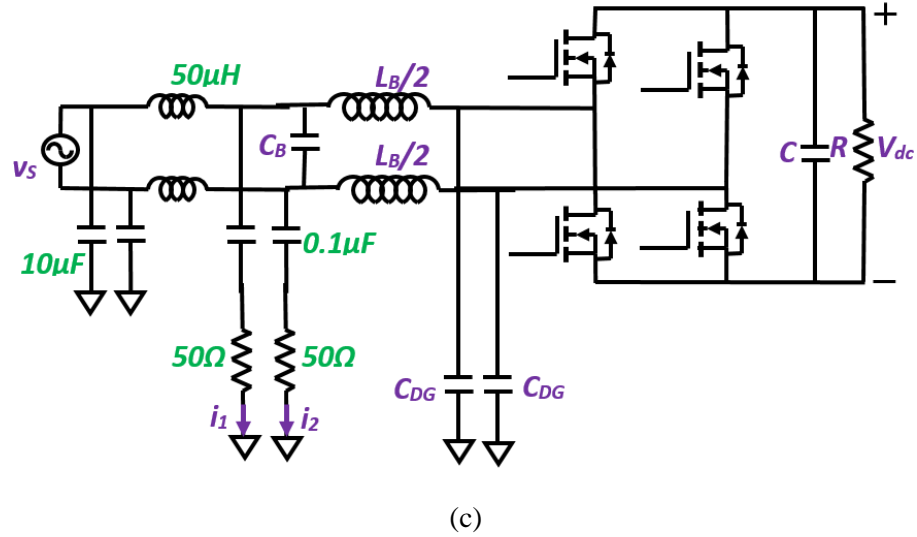 +
50μH
L_B/2
C_B
L_B/2
v_S
C
R
V_dc
10μF
0.1μF
−
50Ω
50Ω
C_DG
C_DG
i_1
i_2
(c)